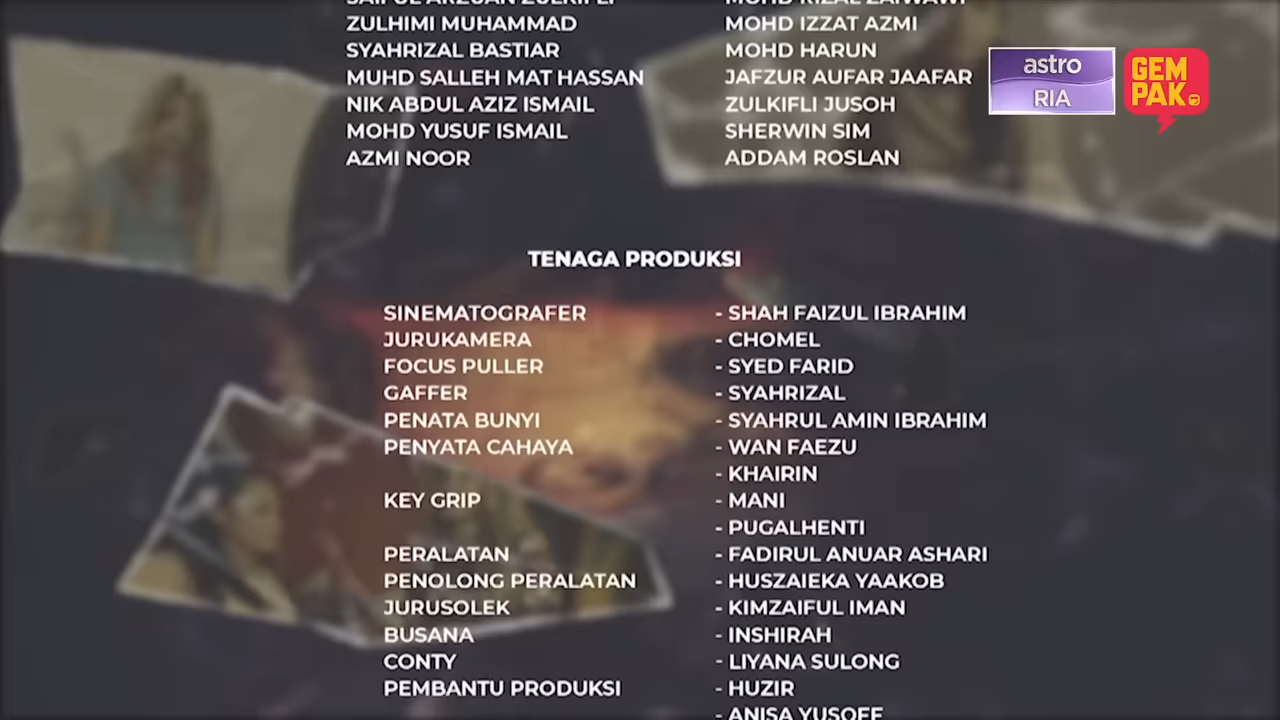 ZULHIMI MUHAMMAD MOHD IZZAT AZMI
SYAHRIZAL BASTIAR MOHD HARUN
MUHD SALLEH MAT HASSAN JAFZUR AUFAR JAAFAR
NIK ABDUL AZIZ ISMAIL ZULKIFLI JUSOH
MOHD YUSUF ISMAIL SHERWIN SIM
AZMI NOOR ADDAM ROSLAN
astro
RIA
GEM
PAK
TENAGA PRODUKSI
SINEMATOGRAFER - SHAH FAIZUL IBRAHIM
JURUKAMERA - CHOMEL
FOCUS PULLER - SYED FARID
GAFFER - SYAHRIZAL
PENATA BUNYI - SYAHRUL AMIN IBRAHIM
PENYATA CAHAYA - WAN FAEZU
- KHAIRIN
KEY GRIP - MANI
- PUGALHENTI
PERALATAN - FADIRUL ANUAR ASHARI
PENOLONG PERALATAN - HUSZAIEKA YAAKOB
JURUSOLEK - KIMZAIFUL IMAN
BUSANA - INSHIRAH
CONTY - LIYANA SULONG
PEMBANTU PRODUKSI - HUZIR
- ANISA YUSOFF